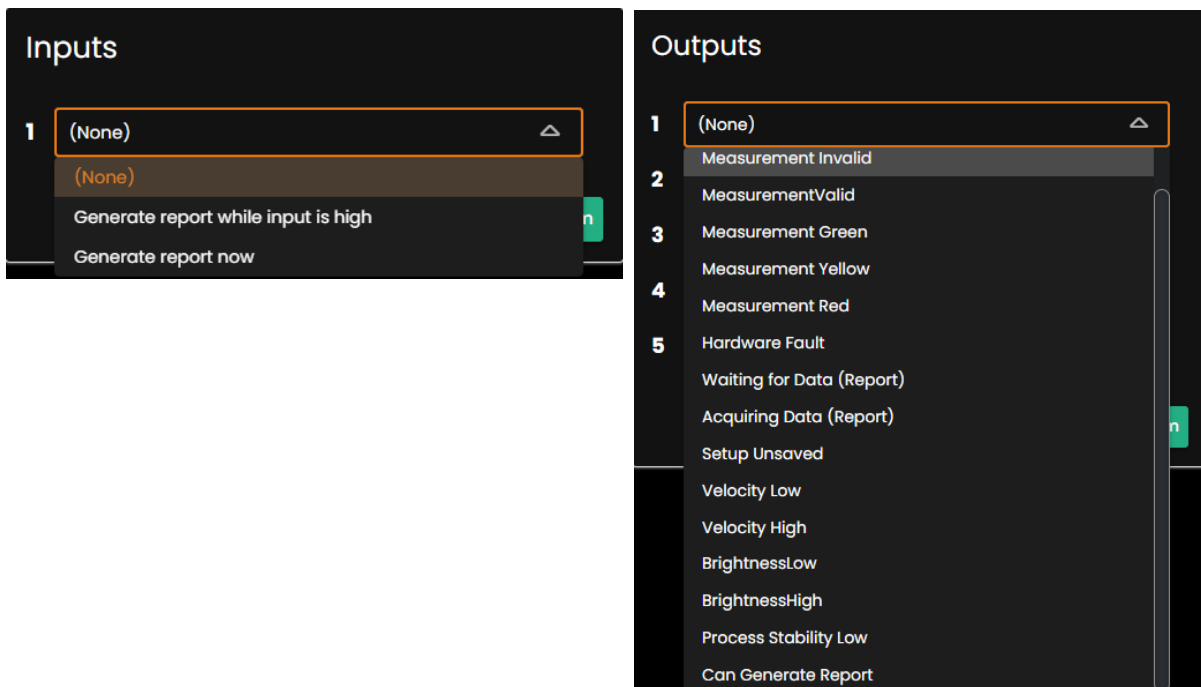 Inputs
1 (None)
(None)
Generate report while input is high
Generate report now
Outputs
1 (None)
Measurement Invalid
2
MeasurementValid
3 Measurement Green
Measurement Yellow
4
Measurement Red
5 Hardware Fault
Waiting for Data (Report)
Acquiring Data (Report)
Setup Unsaved
Velocity Low
Velocity High
BrightnessLow
BrightnessHigh
Process Stability Low
Can Generate Report